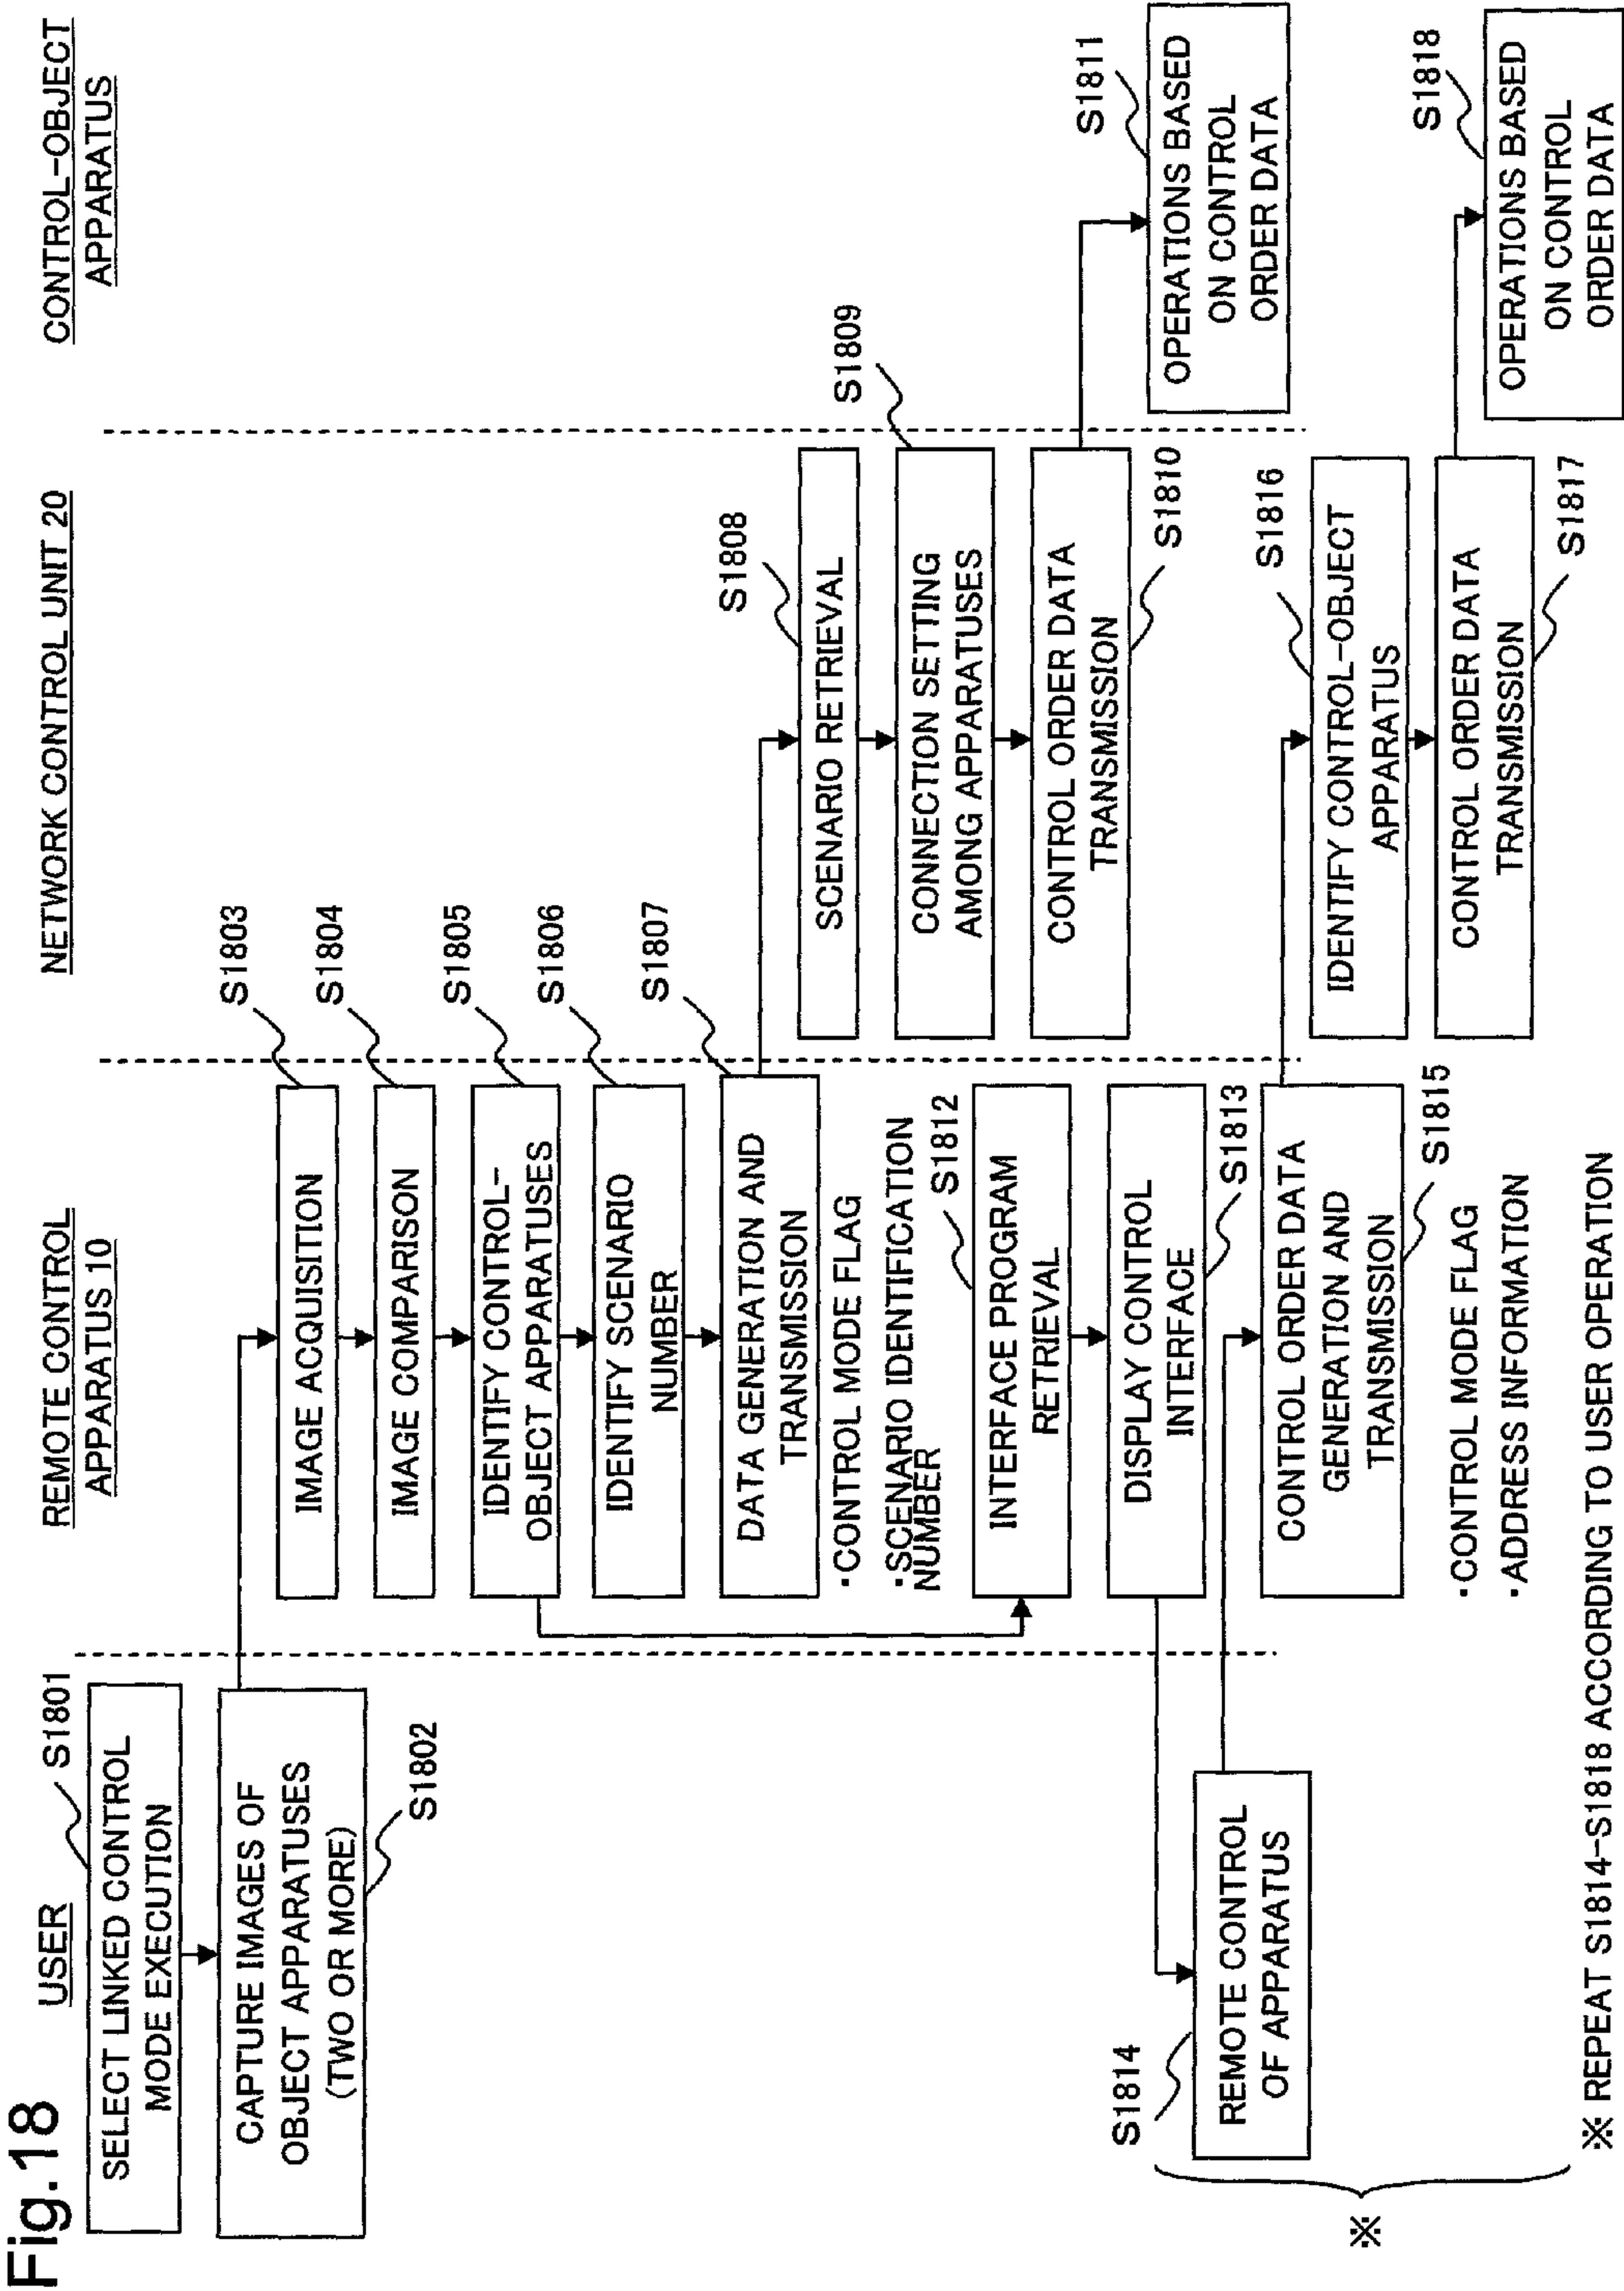 Fig.18
USER
REMOTE CONTROL
APPARATUS 10
NETWORK CONTROL UNIT 20
CONTROL-OBJECT
APPARATUS
S1801
SELECT LINKED CONTROL
MODE EXECUTION
CAPTURE IMAGES OF
OBJECT APPARATUSES
(TWO OR MORE)
S1802
S1803
IMAGE ACQUISITION
S1804
IMAGE COMPARISON
S1805
IDENTIFY CONTROL-
OBJECT APPARATUSES
S1806
IDENTIFY SCENARIO
NUMBER
S1807
DATA GENERATION AND
TRANSMISSION
・CONTROL MODE FLAG
・SCENARIO IDENTIFICATION
NUMBER
S1808
SCENARIO RETRIEVAL
S1809
CONNECTION SETTING
AMONG APPARATUSES
CONTROL ORDER DATA
TRANSMISSION
S1810
S1811
OPERATIONS BASED
ON CONTROL
ORDER DATA
S1812
INTERFACE PROGRAM
RETRIEVAL
DISPLAY CONTROL
INTERFACE
S1813
S1814
REMOTE CONTROL
OF APPARATUS
CONTROL ORDER DATA
GENERATION AND
TRANSMISSION
S1815
・CONTROL MODE FLAG
・ADDRESS INFORMATION
S1816
IDENTIFY CONTROL-OBJECT
APPARATUS
CONTROL ORDER DATA
TRANSMISSION
S1817
S1818
OPERATIONS BASED
ON CONTROL
ORDER DATA
※
※ REPEAT S1814-S1818 ACCORDING TO USER OPERATION